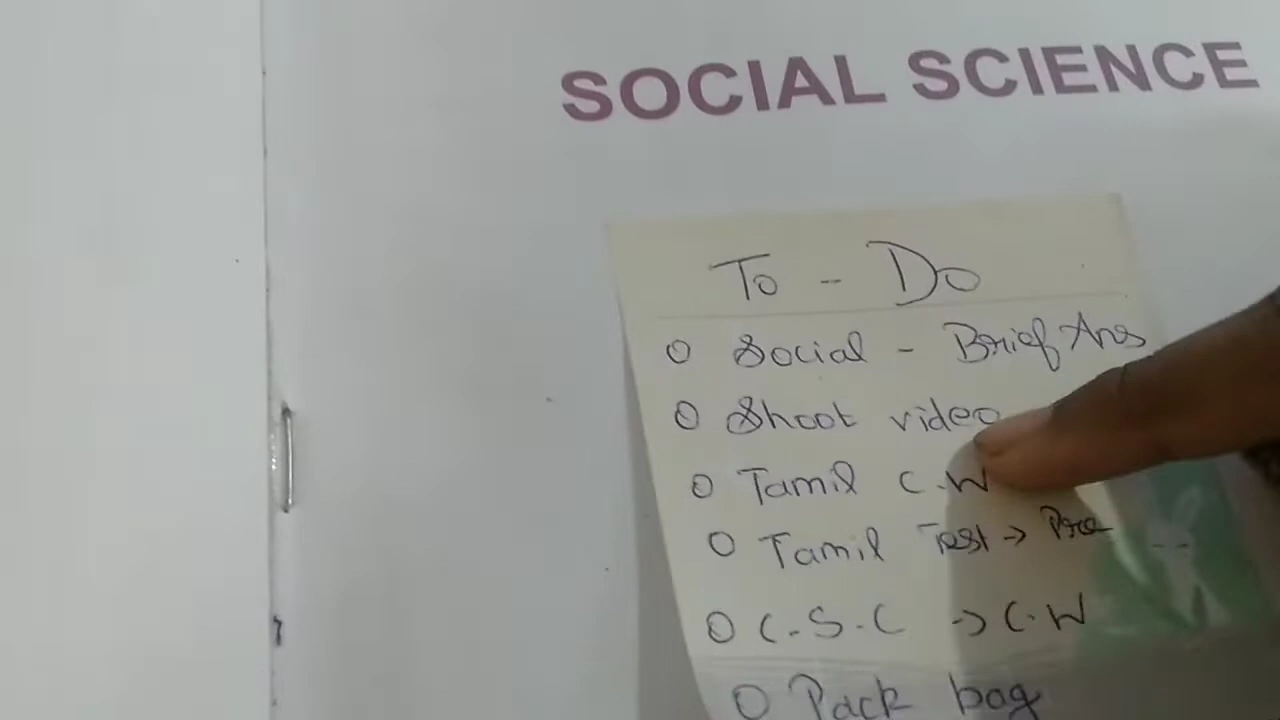 SOCIAL SCIENCE
To - Do
Social - Brief Ans
Shoot video
Tamil C.W
Tamil Test →
C.S.C → C.W
Pack bag